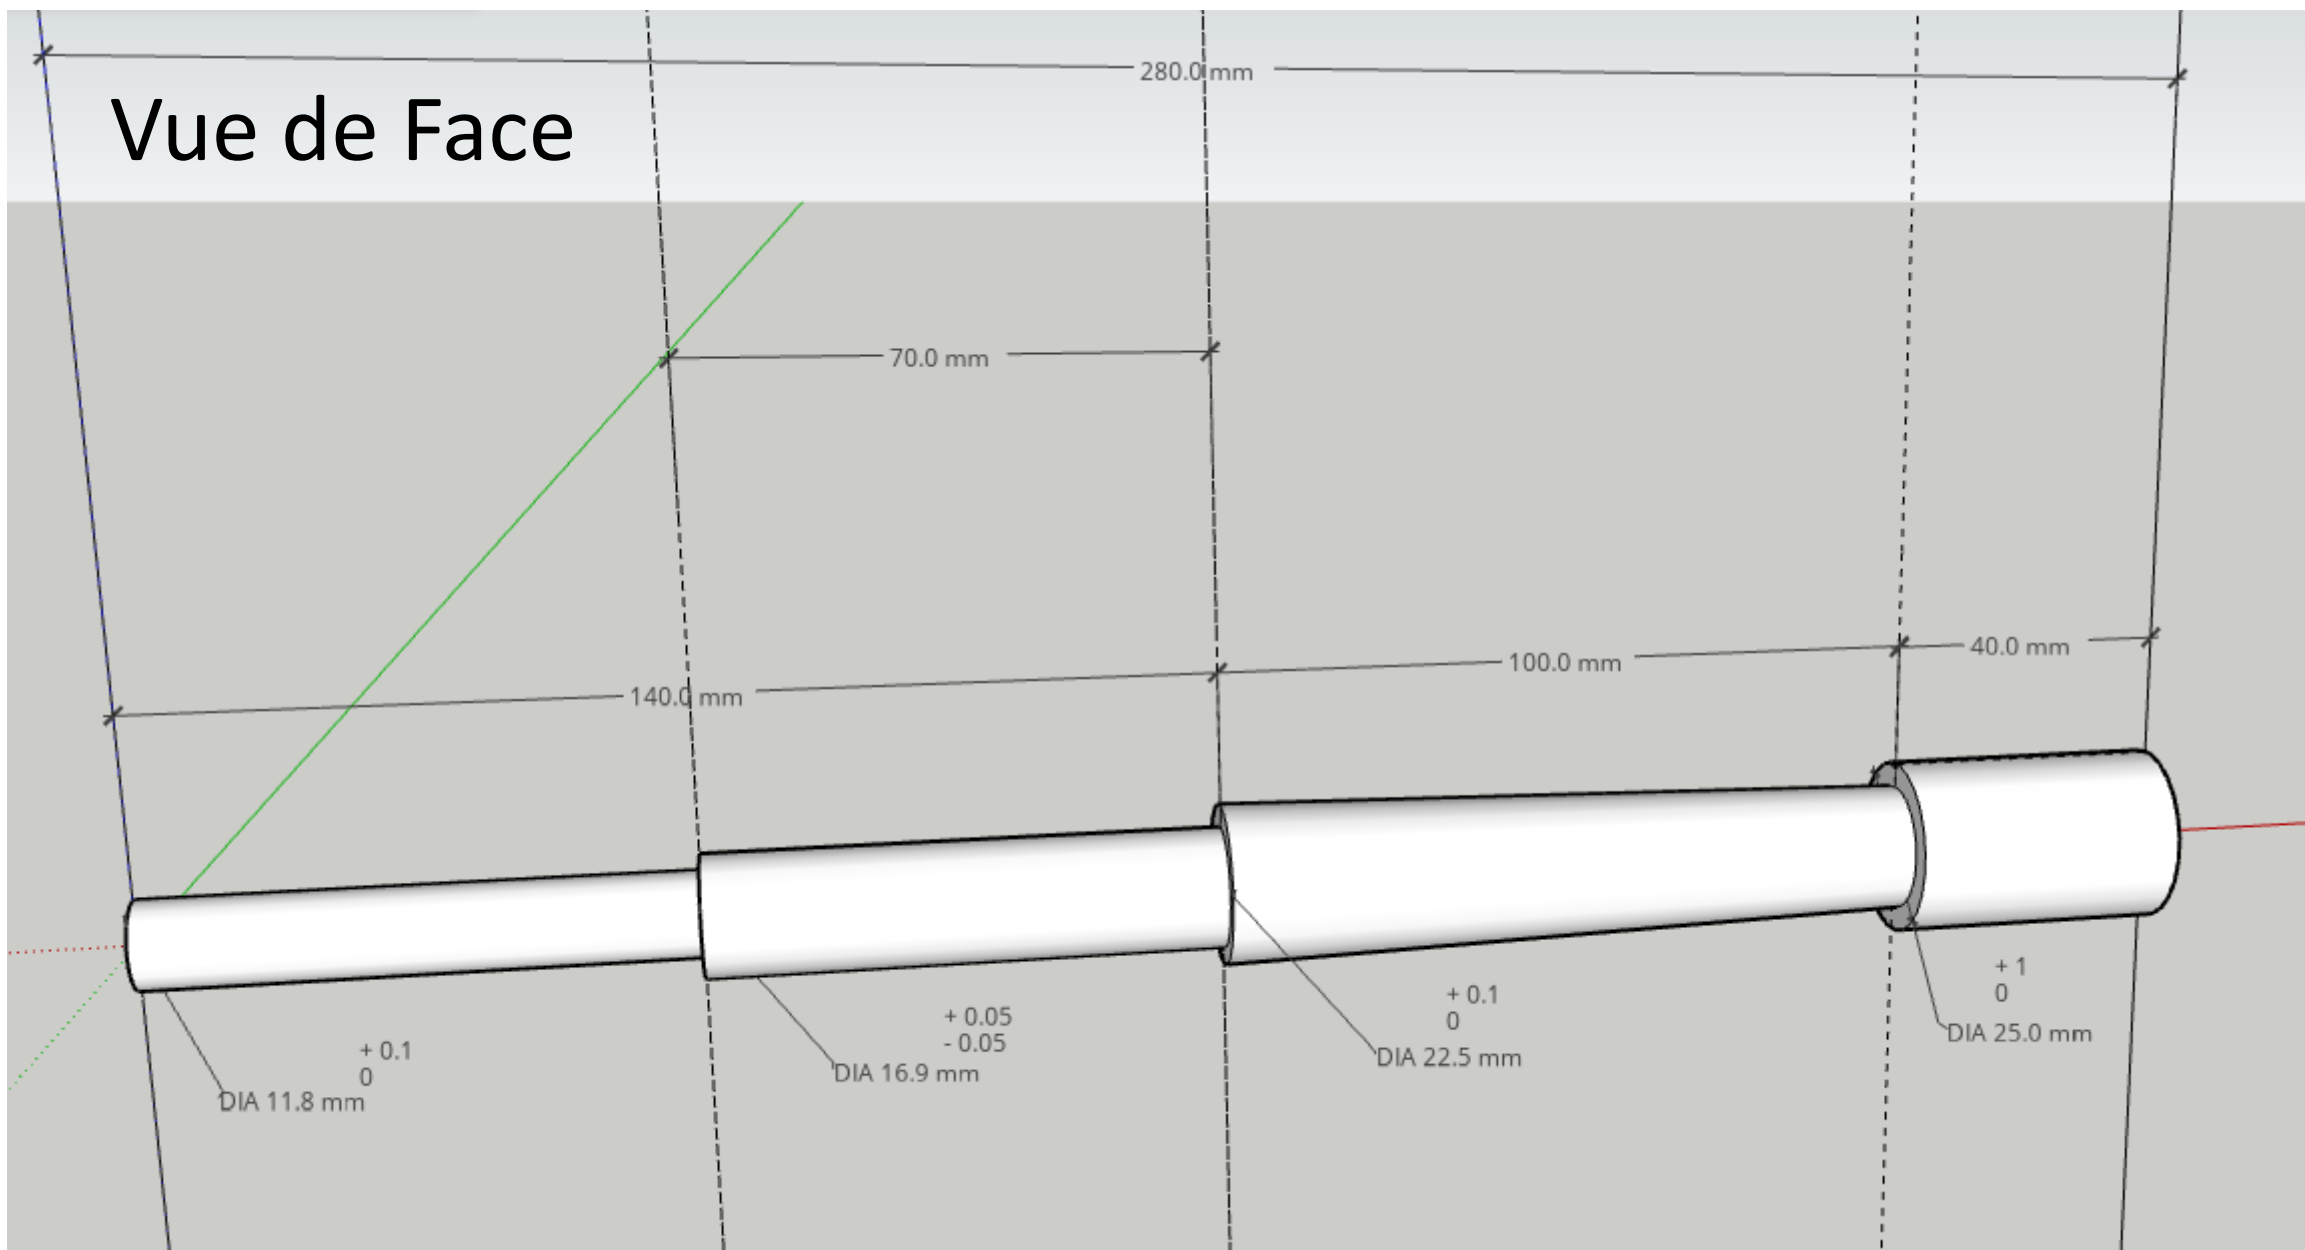 280.0 mm
Vue de Face
70.0 mm
140.0 mm
100.0 mm
40.0 mm
+ 0.1
0
DIA 11.8 mm
+ 0.05
- 0.05
DIA 16.9 mm
+ 0.1
0
DIA 22.5 mm
+ 1
0
DIA 25.0 mm